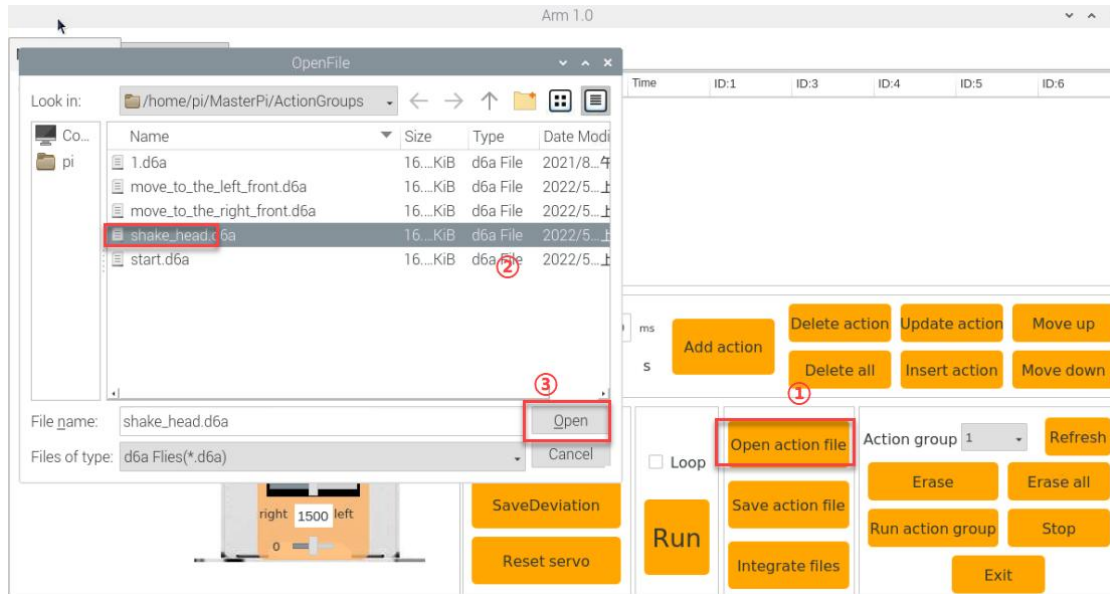 Arm 1.0
OpenFile
Look in: /home/pi/MasterPi/ActionGroups
Co...
pi
Name Size Type Date Modi
1.d6a 16....KiB d6a File 2021/8...午
move_to_the_left_front.d6a 16....KiB d6a File 2022/5...上
move_to_the_right_front.d6a 16....KiB d6a File 2022/5...上
shake_head.d6a 16....KiB d6a File 2022/5...上
start.d6a 16....KiB d6a File 2022/5...上
②
③
File name: shake_head.d6a Open
Files of type: d6a Flies(*.d6a) Cancel
Time ID:1 ID:3 ID:4 ID:5 ID:6
ms
S
Add action
Delete action Update action Move up
Delete all Insert action Move down
①
right 1500 left
0
SaveDeviation
Reset servo
Loop
Run
Open action file
Save action file
Integrate files
Action group 1 Refresh
Erase Erase all
Run action group Stop
Exit